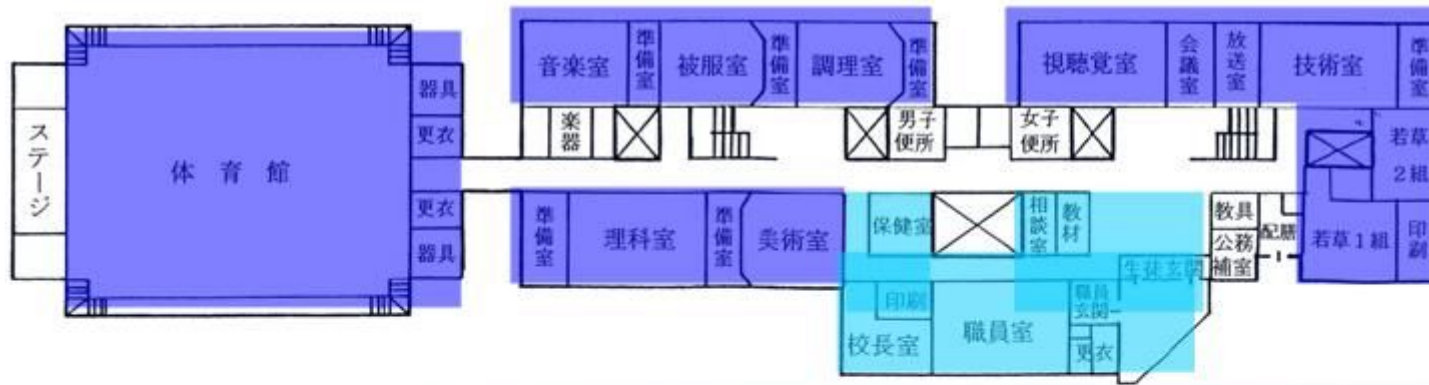 ステージ
体育館
器具
更衣
更衣
器具
音楽室
準備室
被服室
準備室
調理室
準備室
楽器
男子便所
女子便所
視聴覚室
会議室
放送室
技術室
準備室
若草2組
若草1組
印刷
準備室
理科室
準備室
美術室
保健室
相談室
教材
教具
公務補室
配膳
生徒玄関
印刷
校長室
職員室
職員玄関
更衣